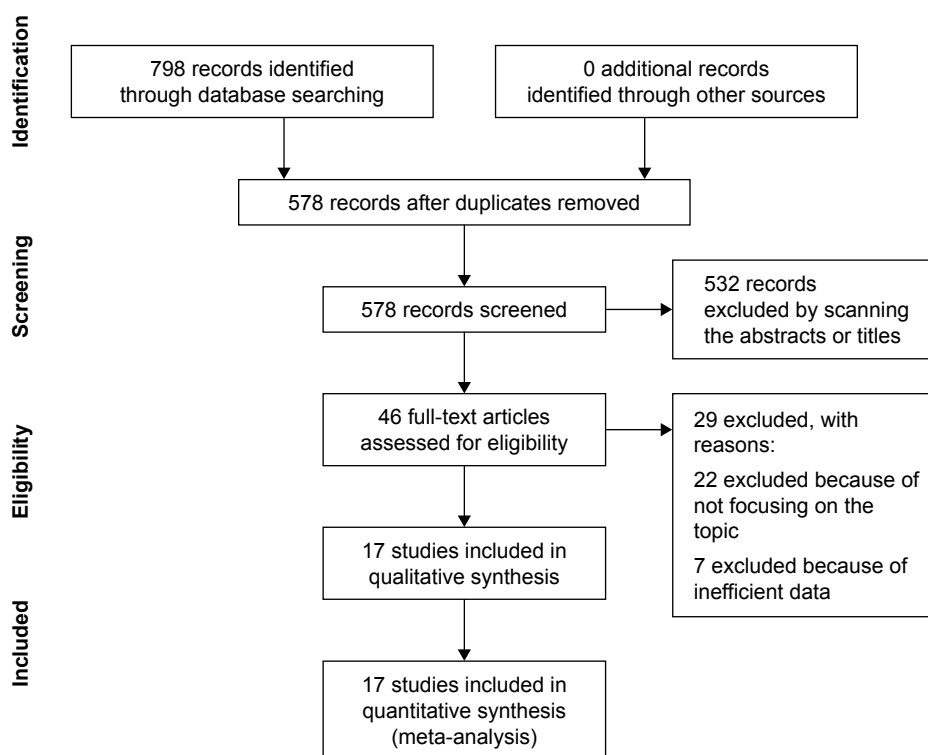 Identification
798 records identified
through database searching
0 additional records
identified through other sources
578 records after duplicates removed
Screening
578 records screened
532 records
excluded by scanning
the abstracts or titles
Eligibility
46 full-text articles
assessed for eligibility
29 excluded, with
reasons:
22 excluded because of
not focusing on the
topic
7 excluded because of
inefficient data
17 studies included in
qualitative synthesis
Included
17 studies included in
quantitative synthesis
(meta-analysis)